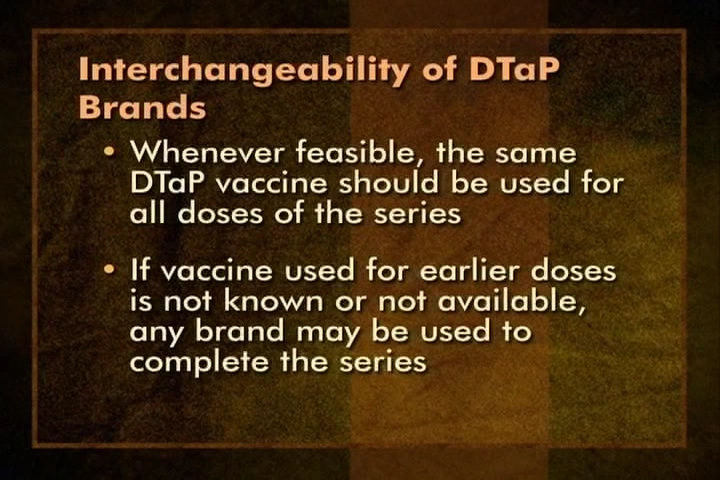 Interchangeability of DTaP
Brands
• Whenever feasible, the same
DTaP vaccine should be used for
all doses of the series
• If vaccine used for earlier doses
is not known or not available,
any brand may be used to
complete the series